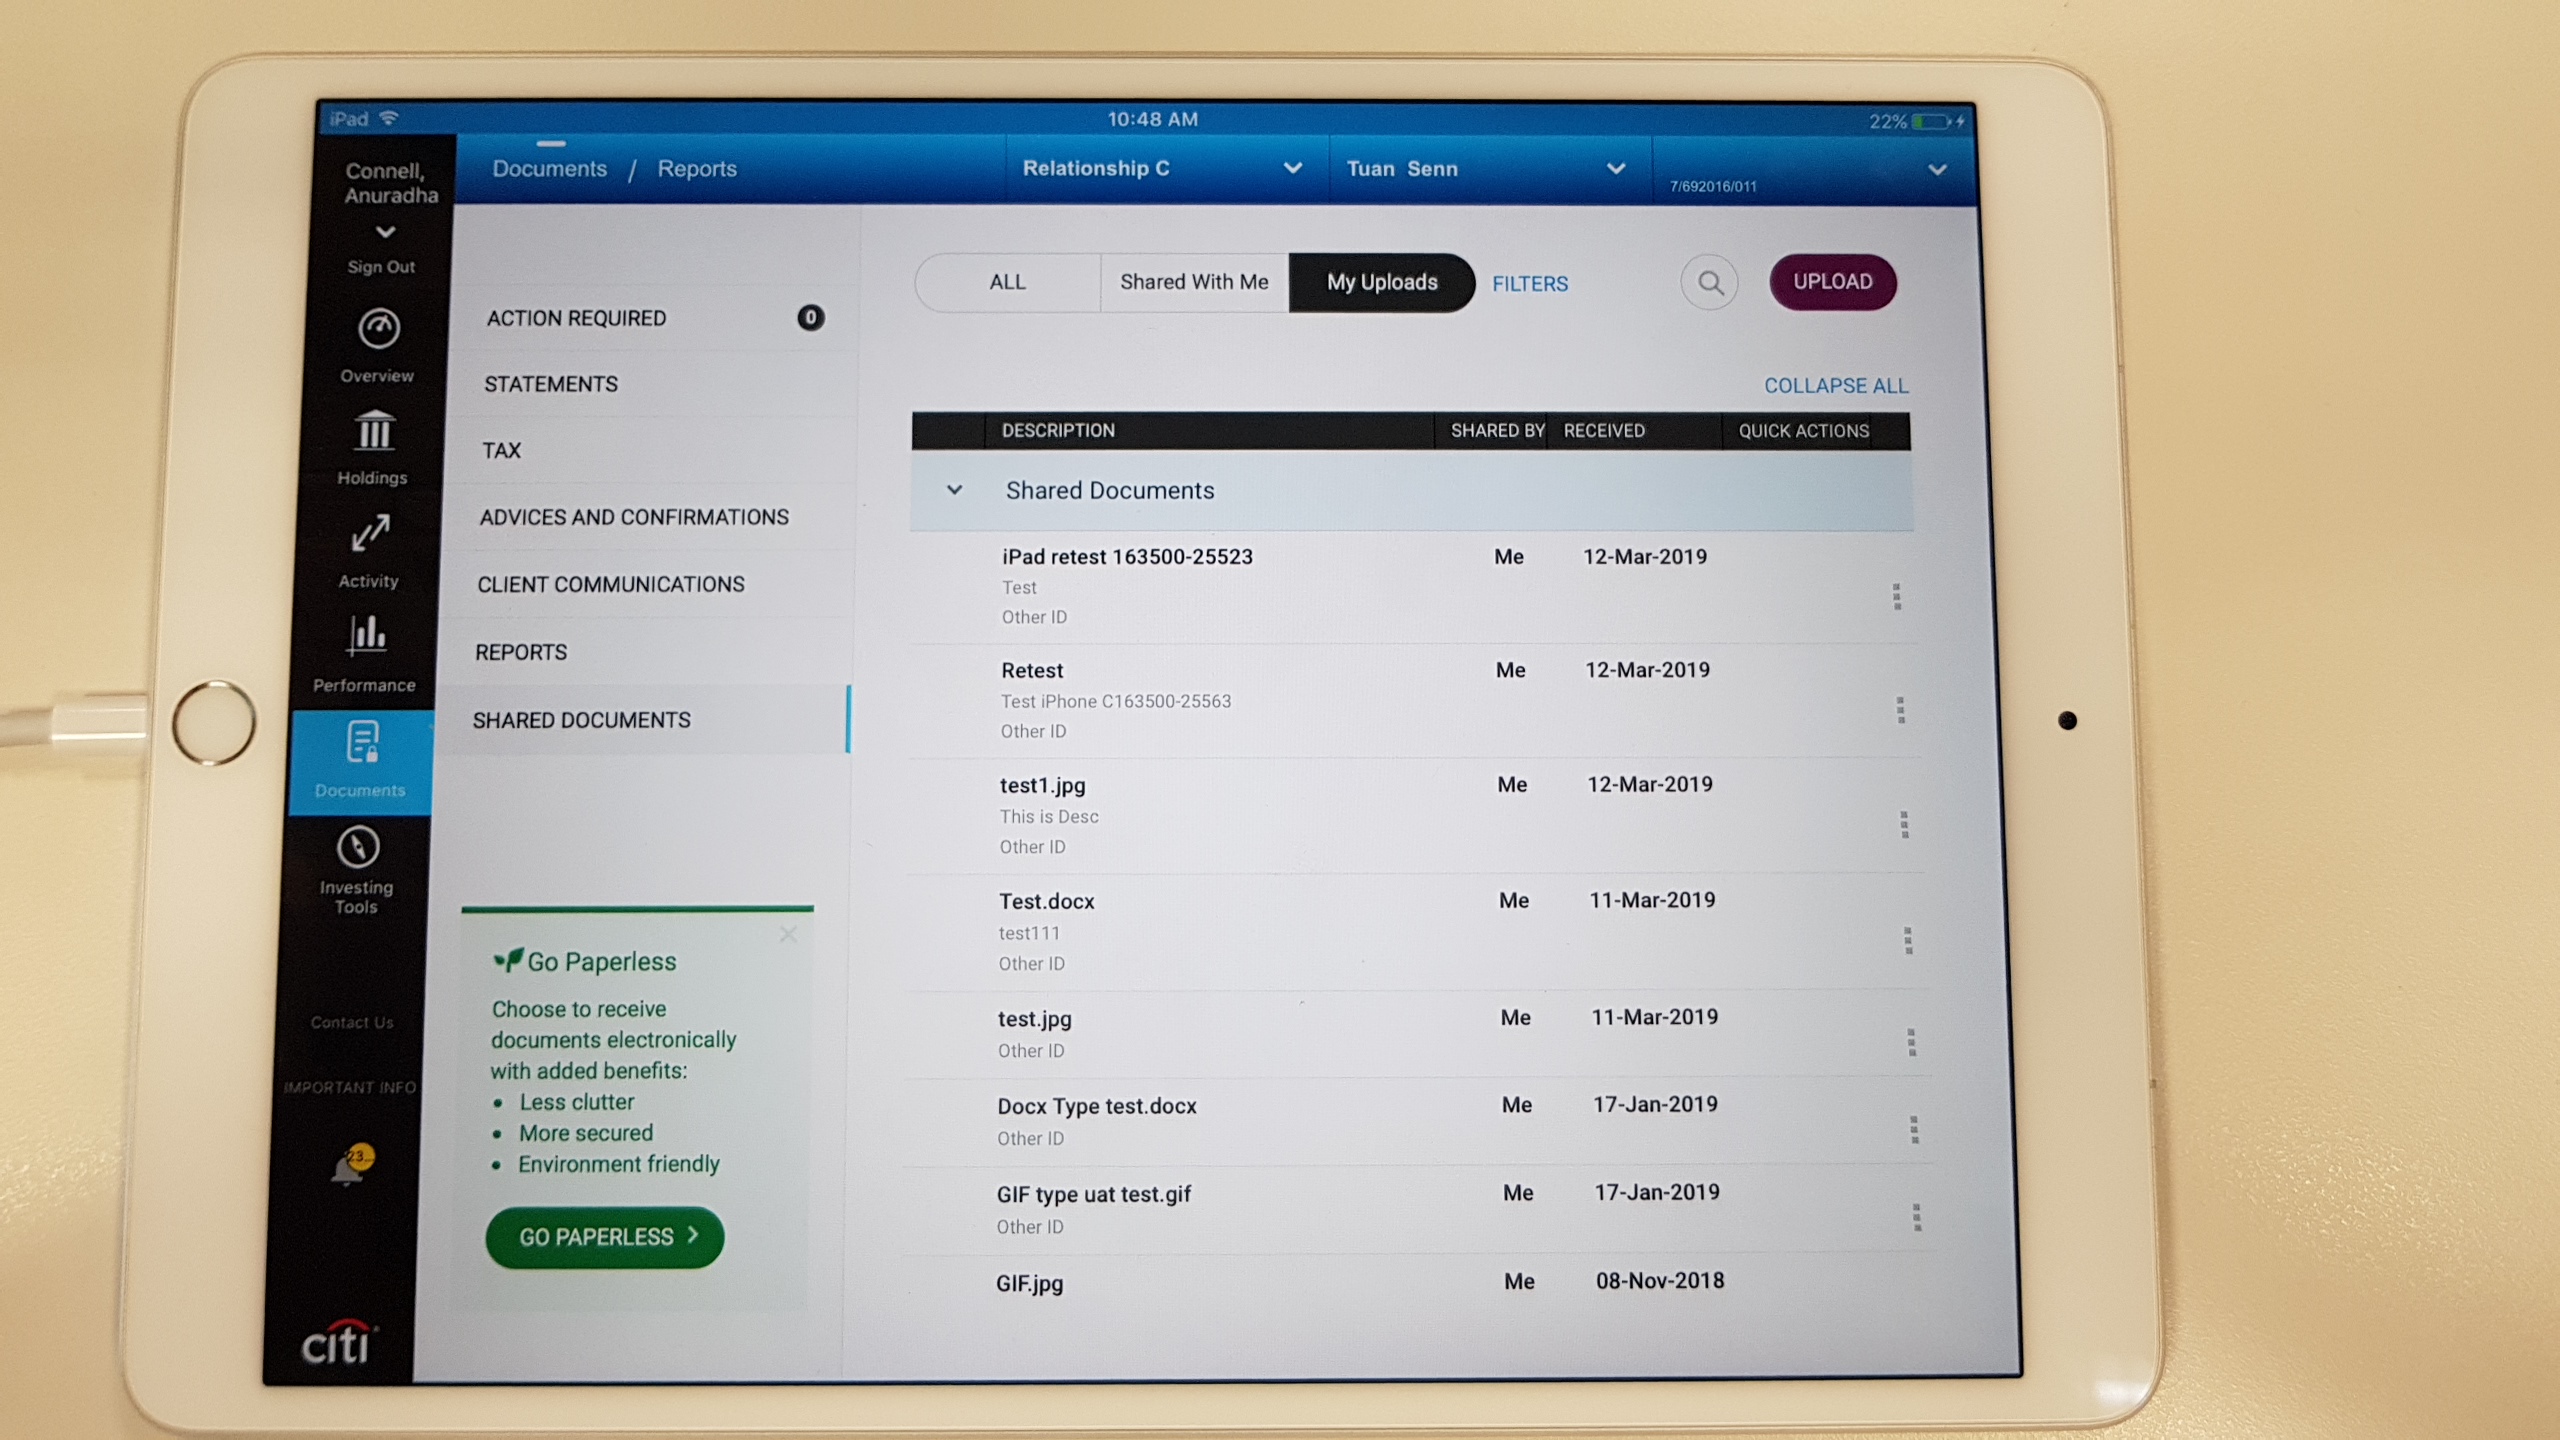 iPad
10:48 AM
22%
Connell,
Anuradha
Sign Out
Overview
Holdings
Activity
Performance
Documents
Investing
Tools
Contact Us
IMPORTANT INFO
23
citi
Documents / Reports
Relationship C
Tuan Senn
7/692016/011
ACTION REQUIRED 0
STATEMENTS
TAX
ADVICES AND CONFIRMATIONS
CLIENT COMMUNICATIONS
REPORTS
SHARED DOCUMENTS
Go Paperless
Choose to receive
documents electronically
with added benefits:
• Less clutter
• More secured
• Environment friendly
GO PAPERLESS
ALL Shared With Me My Uploads FILTERS UPLOAD
COLLAPSE ALL
DESCRIPTION SHARED BY RECEIVED QUICK ACTIONS
Shared Documents
iPad retest 163500-25523 Me 12-Mar-2019
Test
Other ID
Retest Me 12-Mar-2019
Test iPhone C163500-25563
Other ID
test1.jpg Me 12-Mar-2019
This is Desc
Other ID
Test.docx Me 11-Mar-2019
test111
Other ID
test.jpg Me 11-Mar-2019
Other ID
Docx Type test.docx Me 17-Jan-2019
Other ID
GIF type uat test.gif Me 17-Jan-2019
Other ID
GIF.jpg Me 08-Nov-2018